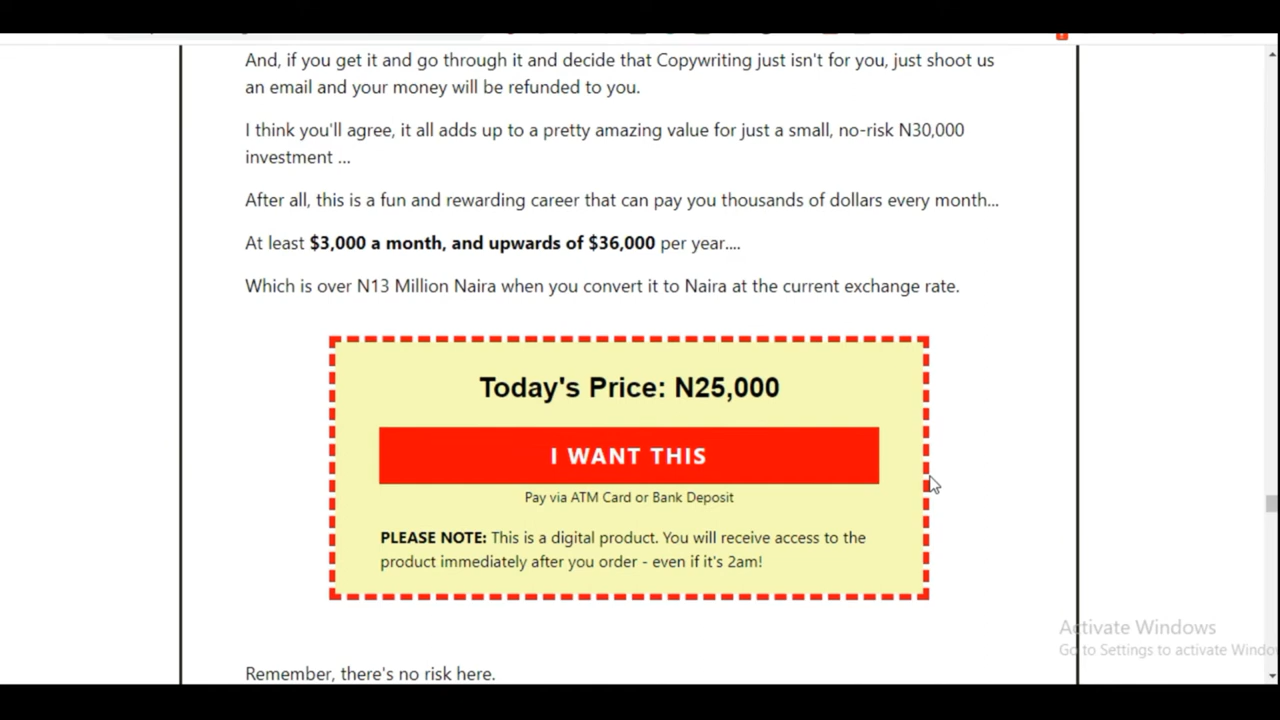 And, if you get it and go through it and decide that Copywriting just isn't for you, just shoot us
an email and your money will be refunded to you.
I think you'll agree, it all adds up to a pretty amazing value for just a small, no-risk N30,000
investment ...
After all, this is a fun and rewarding career that can pay you thousands of dollars every month...
At least $3,000 a month, and upwards of $36,000 per year....
Which is over N13 Million Naira when you convert it to Naira at the current exchange rate.
Today's Price: N25,000
I WANT THIS
Pay via ATM Card or Bank Deposit
PLEASE NOTE: This is a digital product. You will receive access to the
product immediately after you order - even if it's 2am!
Activate Windows
Go to Settings to activate Windo
Remember, there's no risk here.